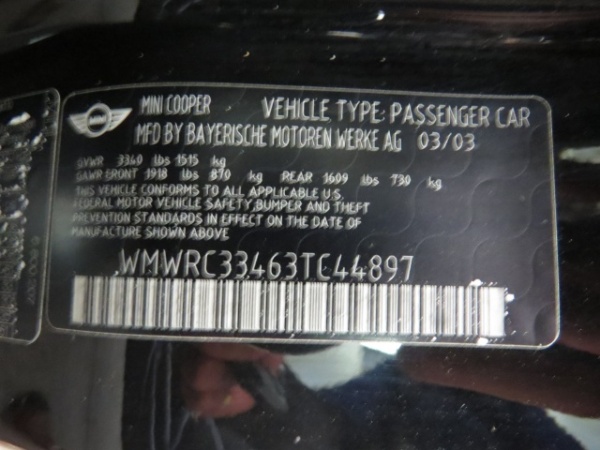 MINI COOPER VEHICLE TYPE: PASSENGER CAR
MFD BY BAYERISCHE MOTOREN WERKE AG 03/03
GVWR 3340 lbs 1515 kg
GAWR FRONT 1918 lbs 870 kg REAR 1609 lbs 730 kg
THIS VEHICLE CONFORMS TO ALL APPLICABLE U.S.
FEDERAL MOTOR VEHICLE SAFETY, BUMPER AND THEFT
PREVENTION STANDARDS IN EFFECT ON THE DATE OF
MANUFACTURE SHOWN ABOVE
WMWRC33463TC44897